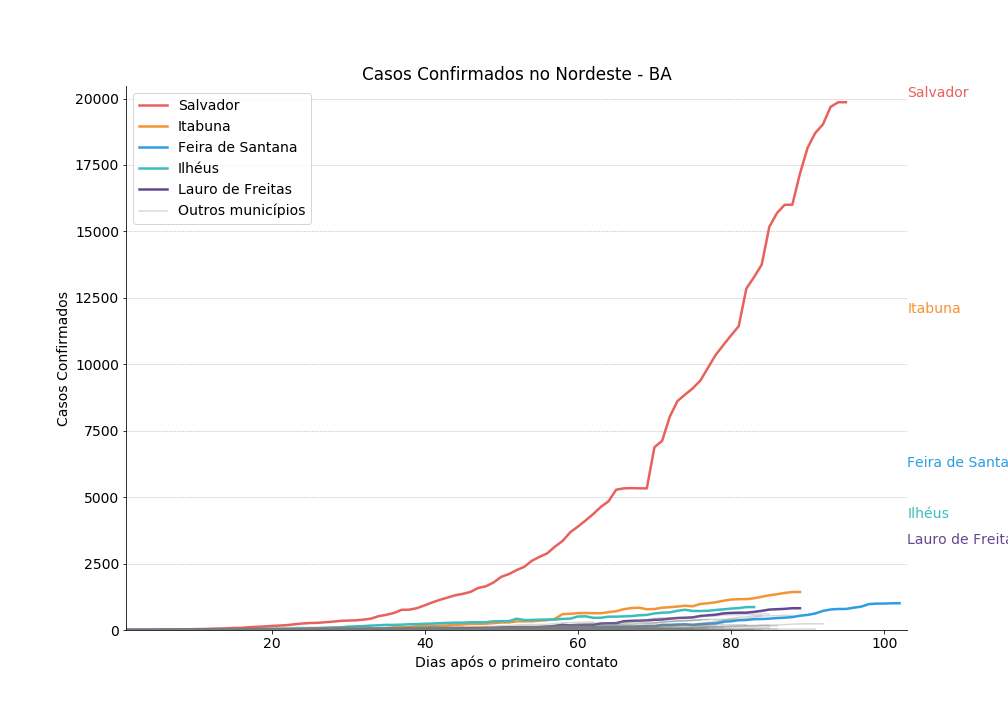 Casos Confirmados no Nordeste - BA
Salvador
Itabuna
Feira de Santana
Ilhéus
Lauro de Freitas
Outros municípios
20000
17500
15000
12500
10000
7500
5000
2500
0
Casos Confirmados
20
40
60
80
100
Dias após o primeiro contato
Salvador
Itabuna
Feira de Santa
Ilhéus
Lauro de Freita